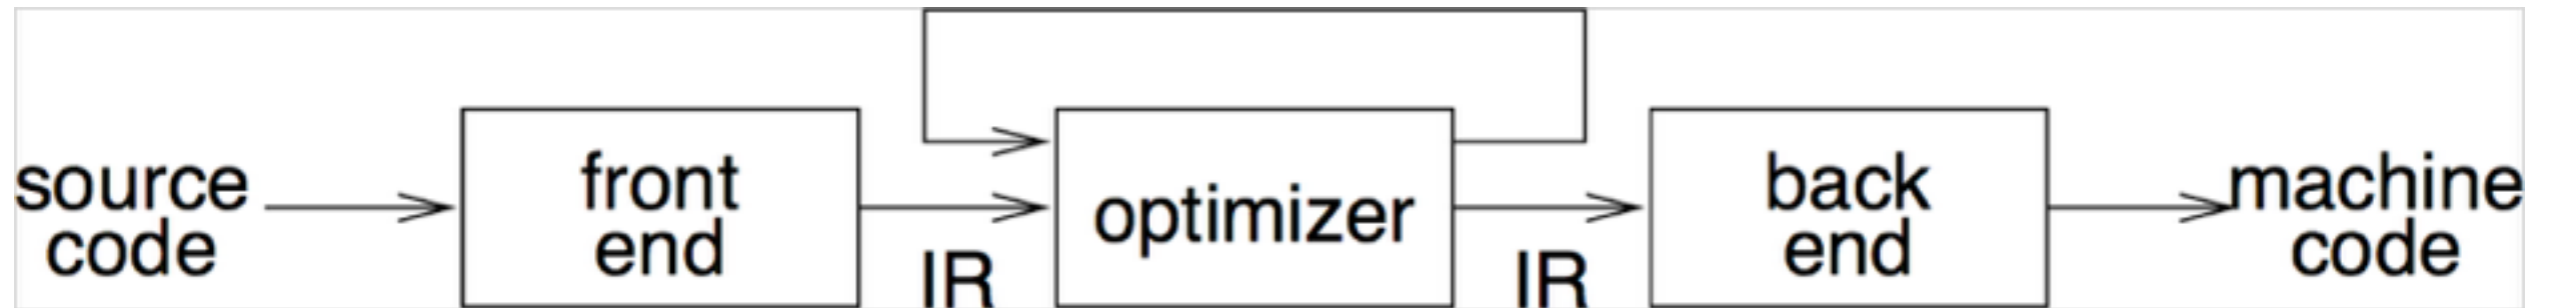 source
code
front
end
IR
optimizer
IR
back
end
machine
code